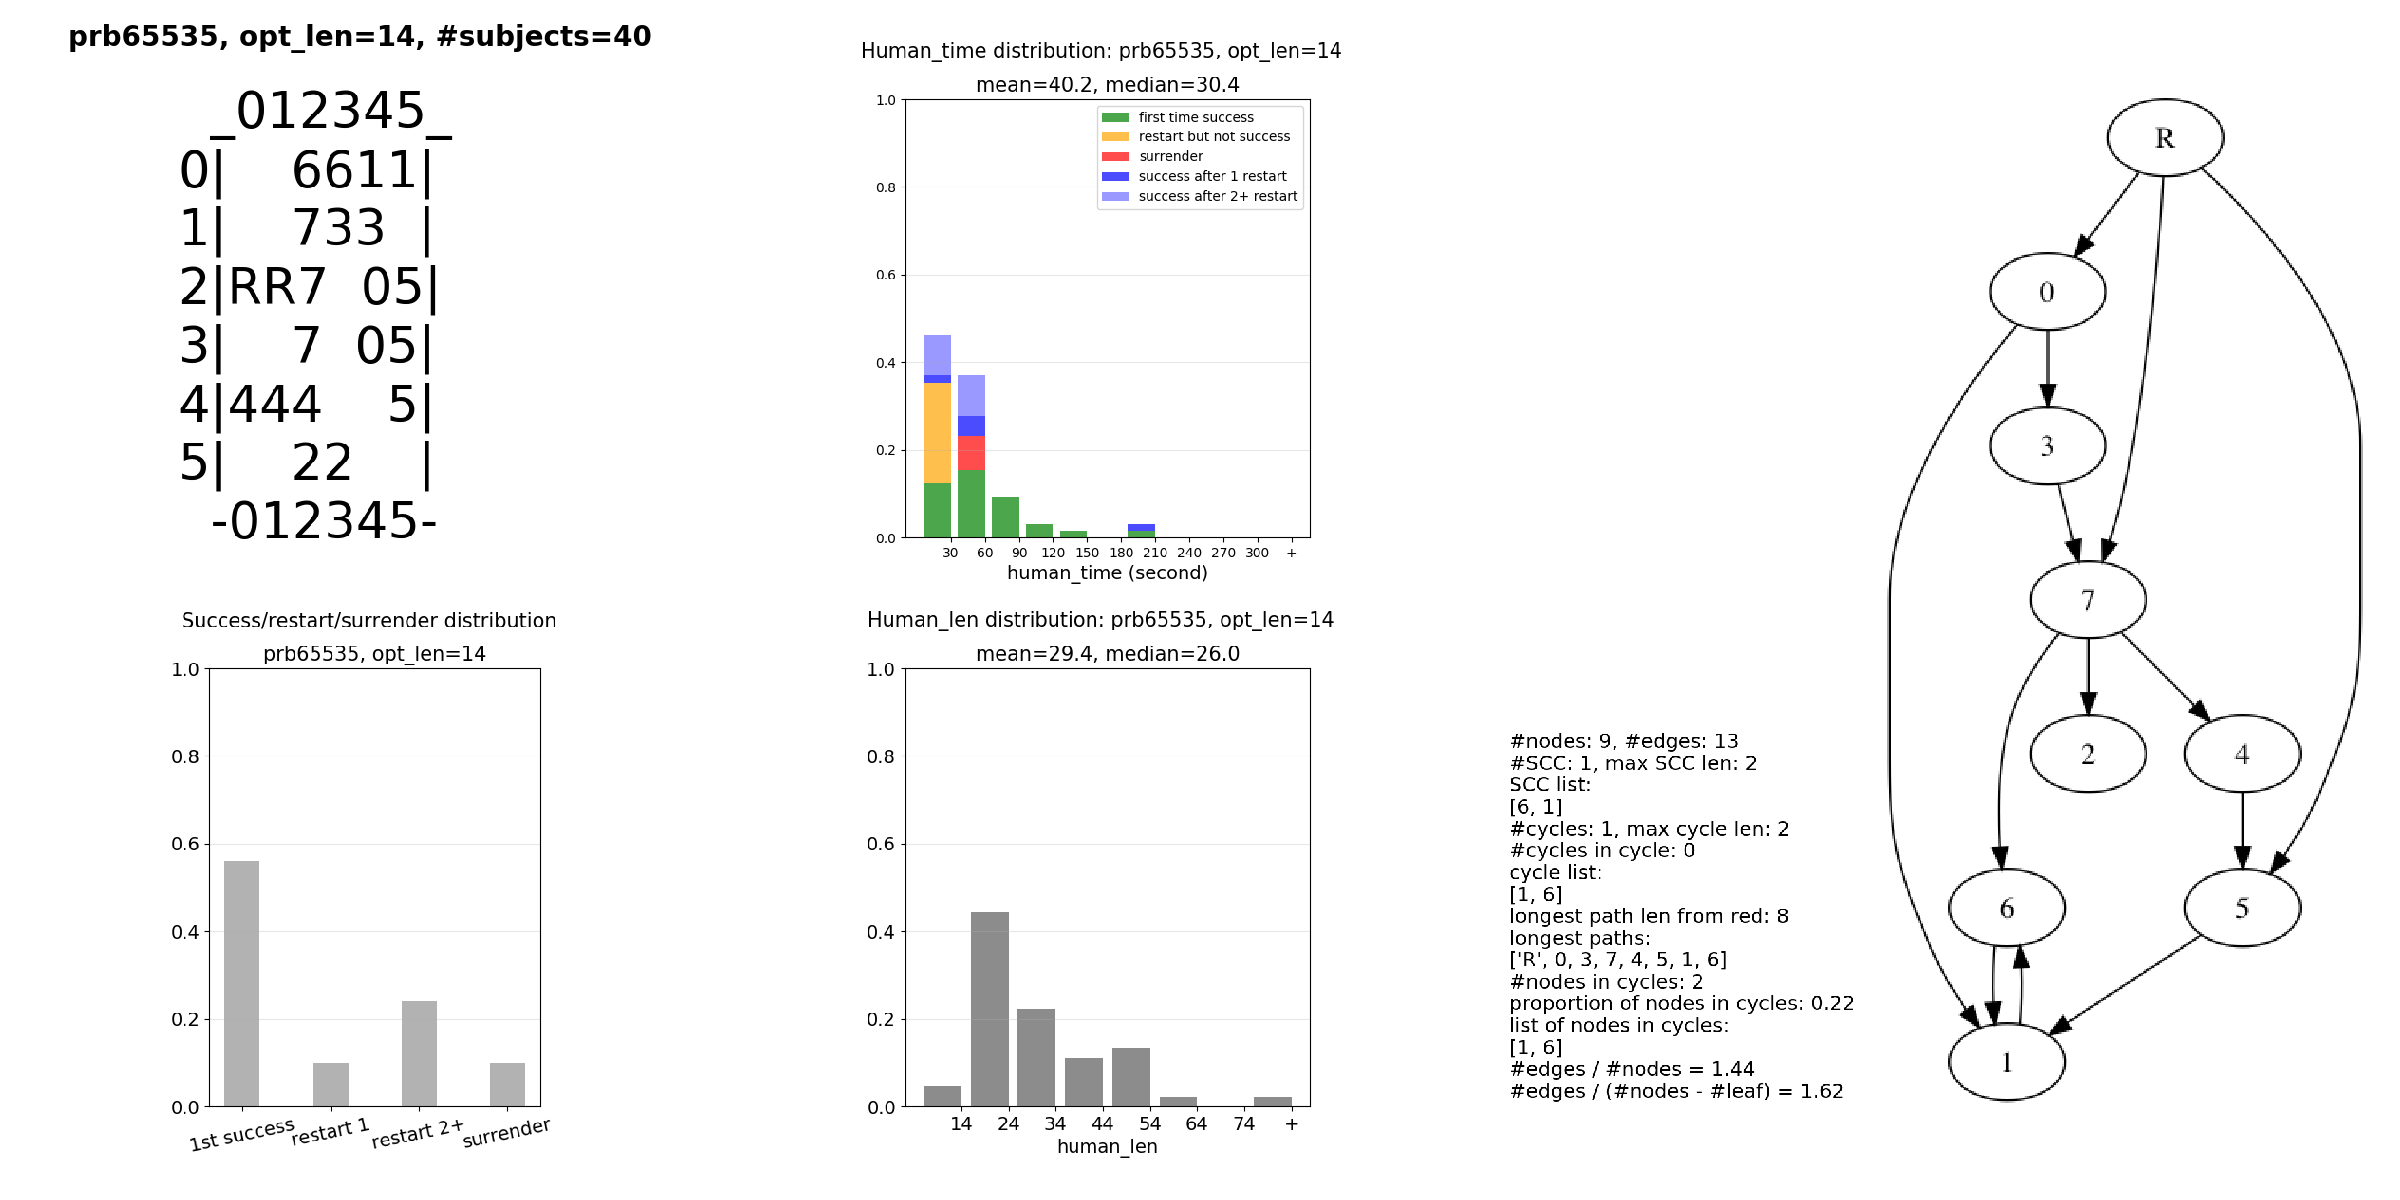 prb65535, opt_len=14, #subjects=40
_012345_
0|  6611|
1|  733 |
2|RR7 05|
3|  7 05|
4|444  5|
5|  22  |
-012345-
Human_time distribution: prb65535, opt_len=14
mean=40.2, median=30.4
first time success
restart but not success
surrender
success after 1 restart
success after 2+ restart
1.0
0.8
0.6
0.4
0.2
0.0
30 60 90 120 150 180 210 240 270 300 +
human_time (second)
Success/restart/surrender distribution
prb65535, opt_len=14
1.0
0.8
0.6
0.4
0.2
0.0
1st success restart 1 restart 2+ surrender
Human_len distribution: prb65535, opt_len=14
mean=29.4, median=26.0
1.0
0.8
0.6
0.4
0.2
0.0
14 24 34 44 54 64 74 +
human_len
#nodes: 9, #edges: 13
#SCC: 1, max SCC len: 2
SCC list:
[6, 1]
#cycles: 1, max cycle len: 2
#cycles in cycle: 0
cycle list:
[1, 6]
longest path len from red: 8
longest paths:
['R', 0, 3, 7, 4, 5, 1, 6]
#nodes in cycles: 2
proportion of nodes in cycles: 0.22
list of nodes in cycles:
[1, 6]
#edges / #nodes = 1.44
#edges / (#nodes - #leaf) = 1.62
R
0
3
7
2 4
6 5
1